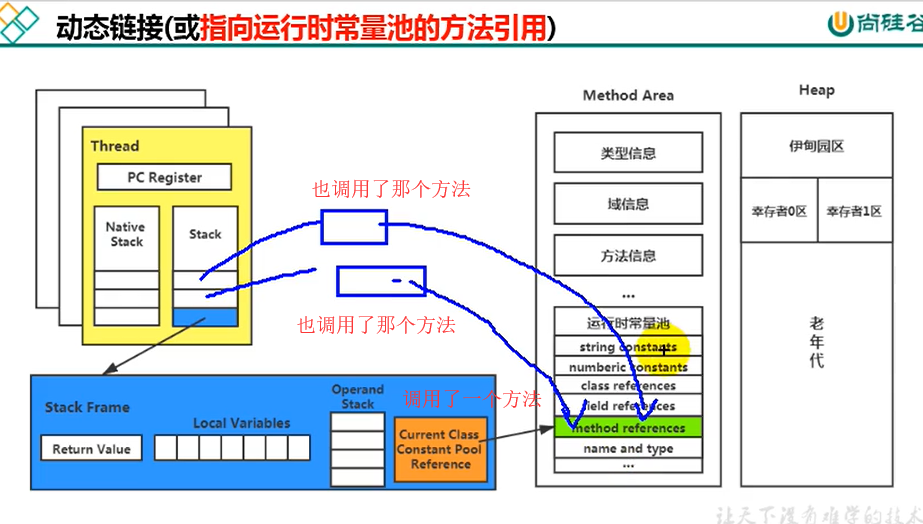 动态链接(或指向运行时常量池的方法引用)
尚硅谷
Thread
PC Register
Native
Stack
Stack
也调用了那个方法
也调用了那个方法
调用了一个方法
Stack Frame
Return Value
Local Variables
Operand
Stack
Current Class
Constant Pool
Reference
Method Area
类型信息
域信息
方法信息
...
运行时常量池
string constants
numberic constants
class references
field references
method references
name and type
...
Heap
伊甸园区
幸存者0区
幸存者1区
老年代
让天下没有难学的技术